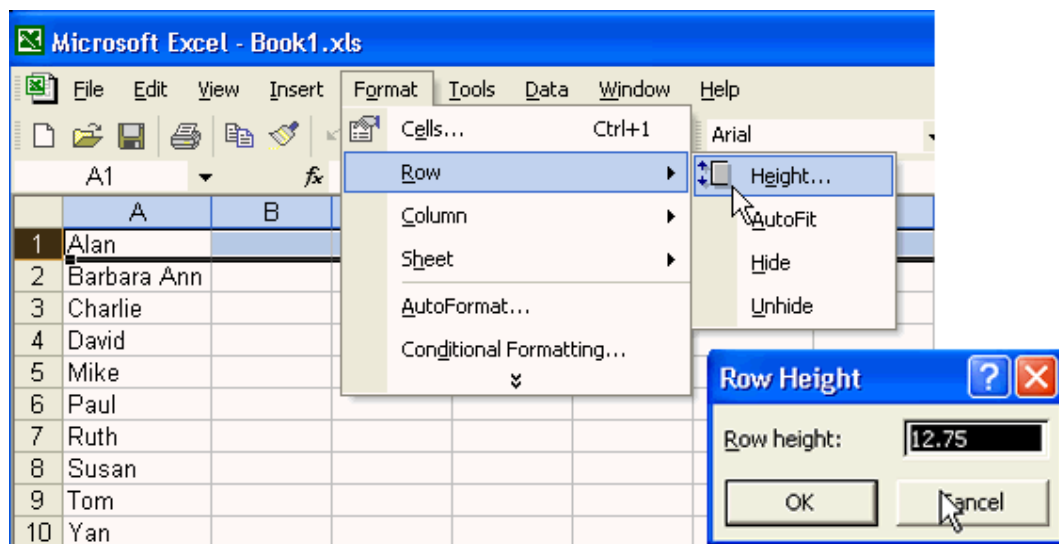 Microsoft Excel - Book1.xls
File Edit View Insert Format Tools Data Window Help
Cells... Ctrl+1 Arial
A1 fx Row Height...
A B Column AutoFit
1 Alan
2 Barbara Ann Sheet Hide
3 Charlie AutoFormat... Unhide
4 David Conditional Formatting...
5 Mike Row Height
6 Paul
7 Ruth Row height: 12.75
8 Susan
9 Tom OK Cancel
10 Yan